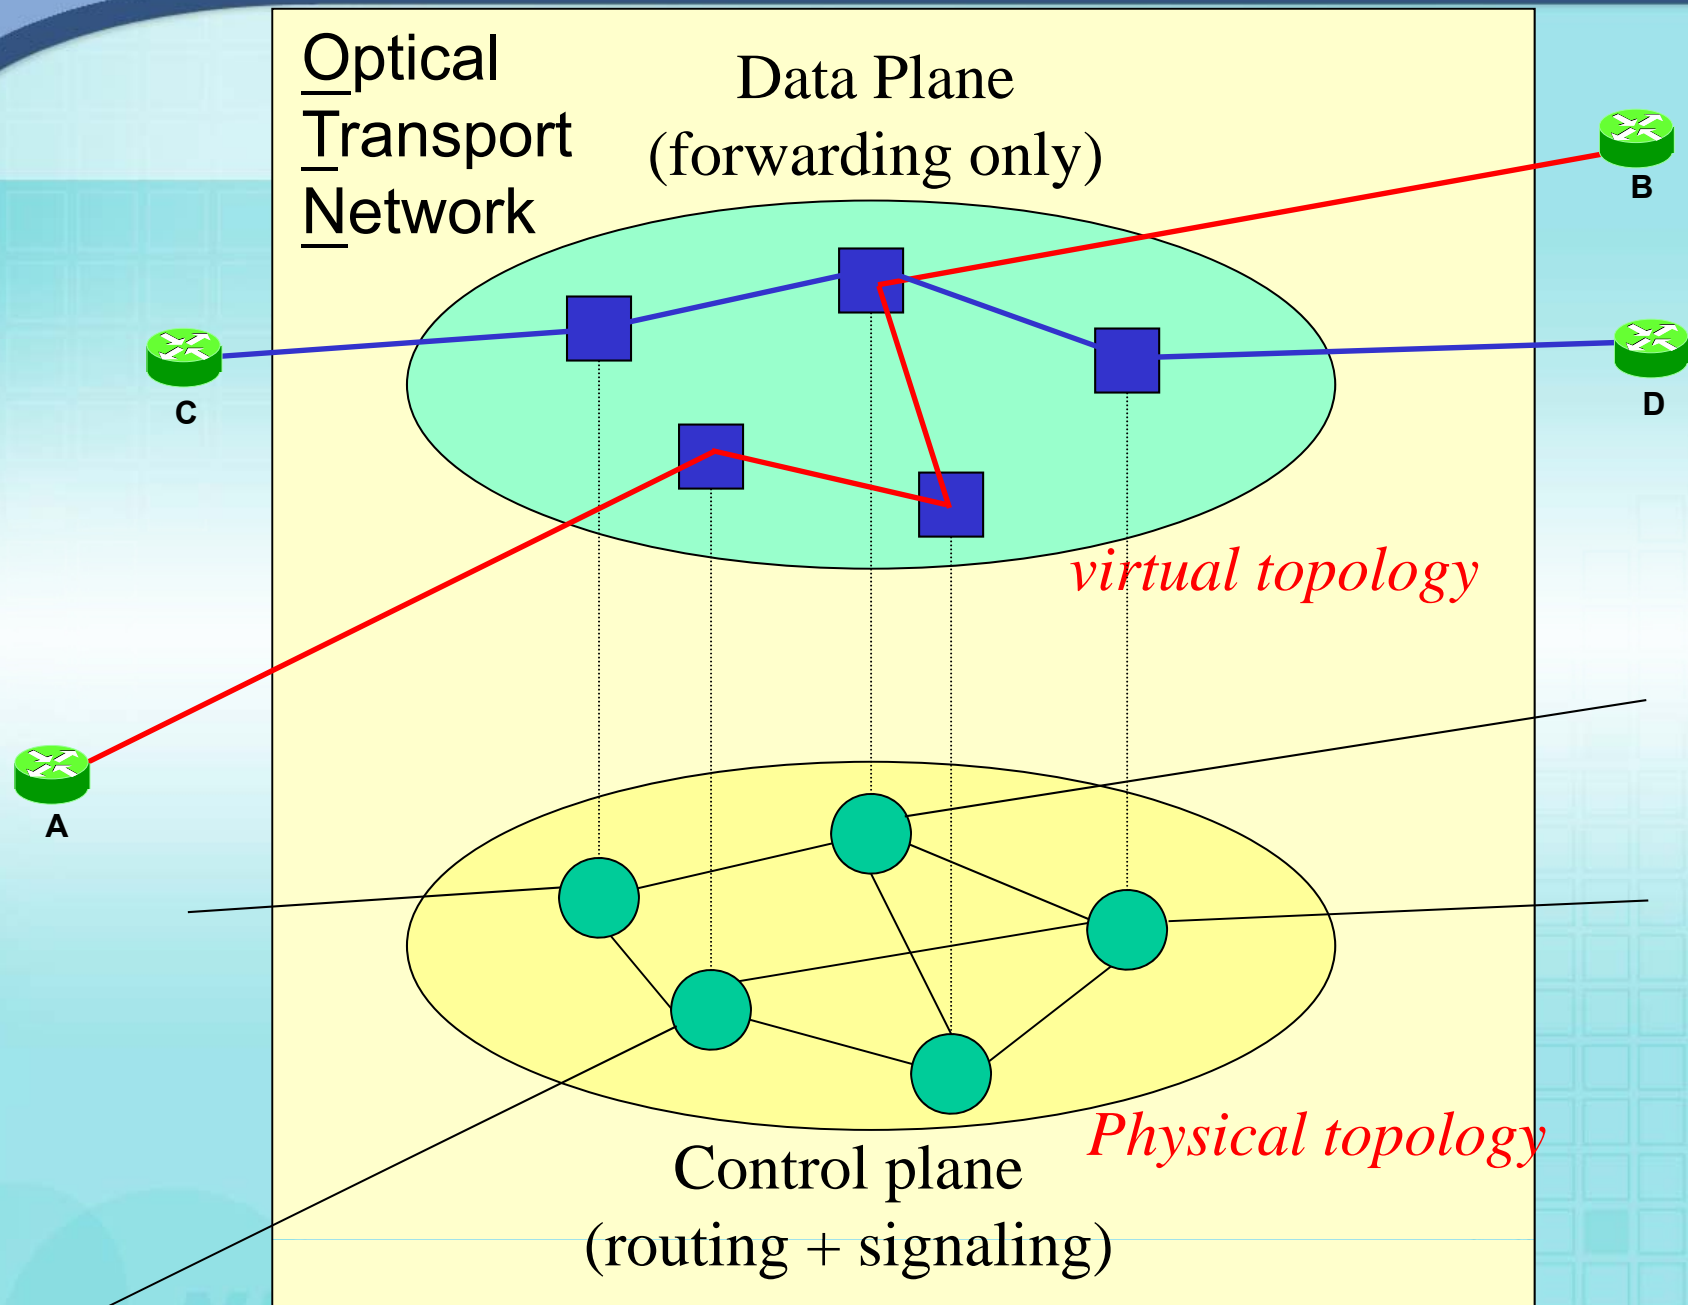 Optical
Transport
Network
Data Plane
(forwarding only)
B
C
D
virtual topology
A
Physical topology
Control plane
(routing + signaling)